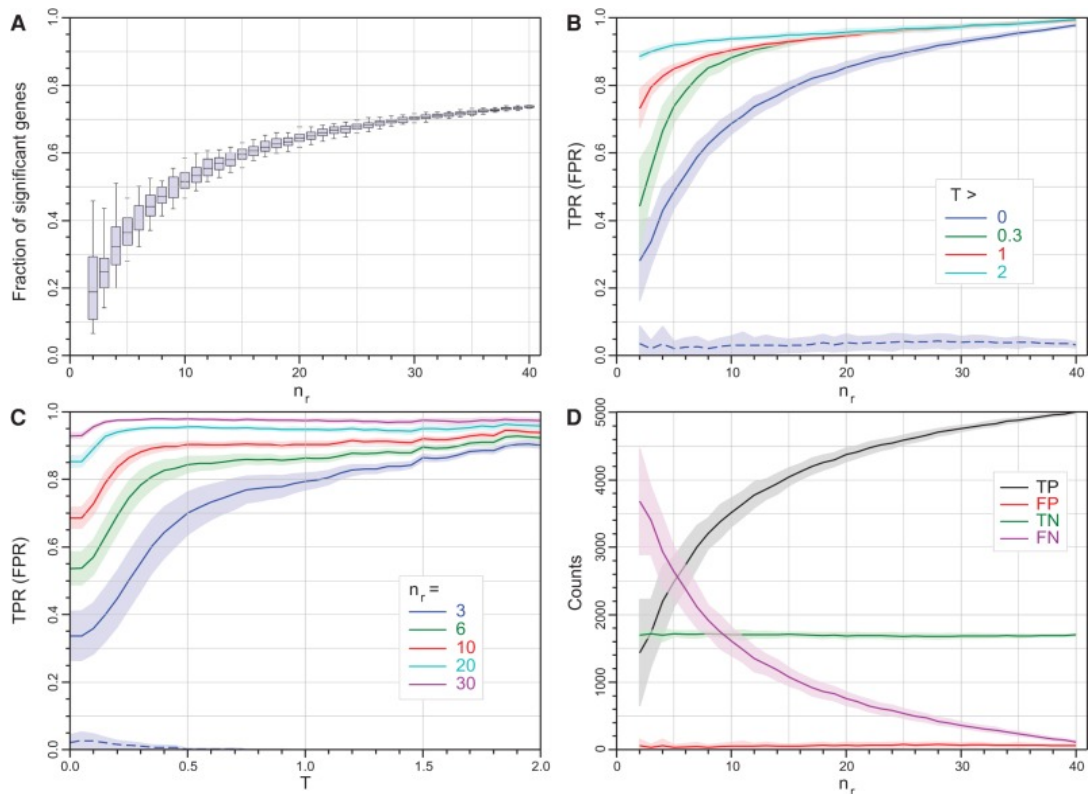 A
Fraction of significant genes
1.0
0.8
0.6
0.4
0.2
0.0
0 10 20 30 40
n r
B
TPR (FPR)
1.0
0.8
0.6
0.4
0.2
0.0
T >
0
0.3
1
2
0 10 20 30 40
n r
C
TPR (FPR)
1.0
0.8
0.6
0.4
0.2
0.0
n r =
3
6
10
20
30
0.0 0.5 1.0 1.5 2.0
T
D
Counts
5000
4000
3000
2000
1000
0
TP
FP
TN
FN
0 10 20 30 40
n r